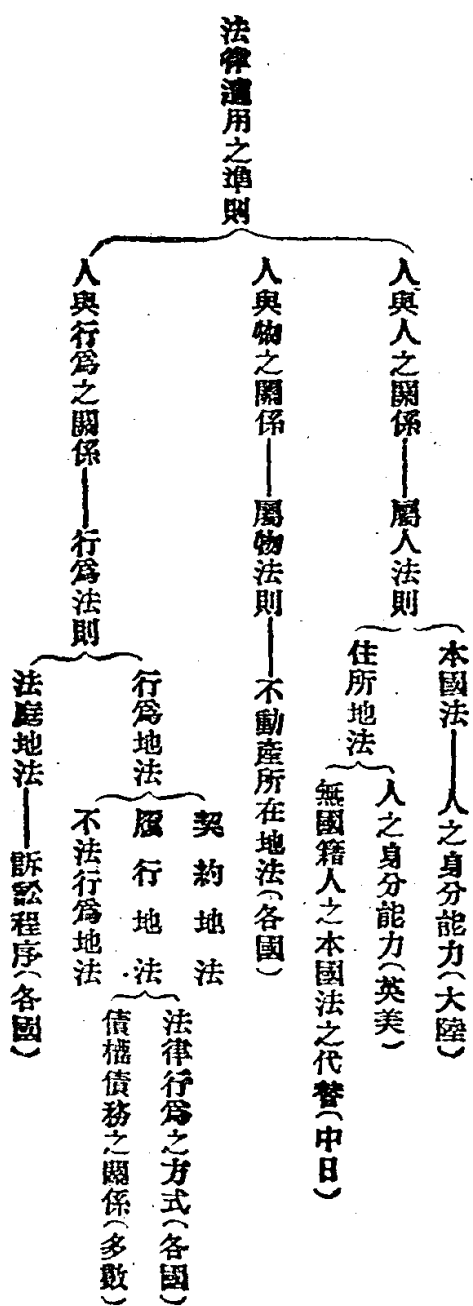 法律適用之準則
人與人之關係——屬人法則
本國法——人之身分能力(大陸)
住所地法
人之身分能力(英美)
無國籍人之本國法之代替(中日)
人與物之關係——屬物法則——不動產所在地法(各國)
人與行爲之關係——行爲法則
行爲地法
契約地法
履行地法
不法行爲地法
法律行爲之方式(各國)
債權債務之關係(多數)
法庭地法——訴訟程序(各國)